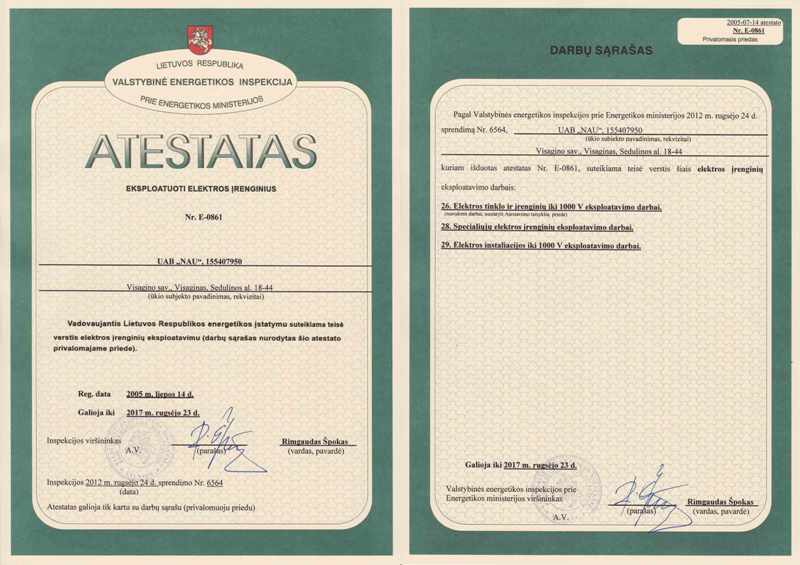 LIETUVOS RESPUBLIKA
VALSTYBINĖ ENERGETIKOS INSPEKCIJA
PRIE ENERGETIKOS MINISTERIJOS
ATESTATAS
EKSPLOATUOTI ELEKTROS ĮRENGINIUS
Nr. E-0861
UAB „NAU“, 155407950
Visagino sav., Visaginas, Sedulinos al. 18-44
(ūkio subjekto pavadinimas, rekvizitai)
Vadovaujantis Lietuvos Respublikos energetikos įstatymu suteikiama teisė
verstis elektros įrenginių eksploatavimu (darbų sąrašas nurodytas šio atestato
privalomajame priede).
Reg. data 2005 m. liepos 14 d.
Galioja iki 2017 m. rugsėjo 23 d.
Inspekcijos viršininkas
A.V.
(parašas)
Rimgaudas Špokas
(vardas, pavardė)
Inspekcijos 2012 m. rugsėjo 24 d. sprendimo Nr. 6564
(data)
Atestatas galioja tik kartu su darbų sąrašu (privalomuoju priedu)
2005-07-14 atestato
Nr. E-0861
Privalomasis priedas
DARBŲ SĄRAŠAS
Pagal Valstybinės energetikos inspekcijos prie Energetikos ministerijos 2012 m. rugsėjo 24 d.
sprendimą Nr. 6564, UAB „NAU“, 155407950
(ūkio subjekto pavadinimas, rekvizitai)
Visagino sav., Visaginas, Sedulinos al. 18-44
kuriam išduotas atestatas Nr. E-0861, suteikiama teisė verstis šiais elektros įrenginių
eksploatavimo darbais:
26. Elektros tinklo ir įrenginių iki 1000 V eksploatavimo darbai.
28. Specialiųjų elektros įrenginių eksploatavimo darbai.
29. Elektros instaliacijos iki 1000 V eksploatavimo darbai.
Galioja iki 2017 m. rugsėjo 23 d.
Valstybinės energetikos inspekcijos prie
Energetikos ministerijos viršininkas
A.V.
(parašas)
Rimgaudas Špokas
(vardas, pavardė)